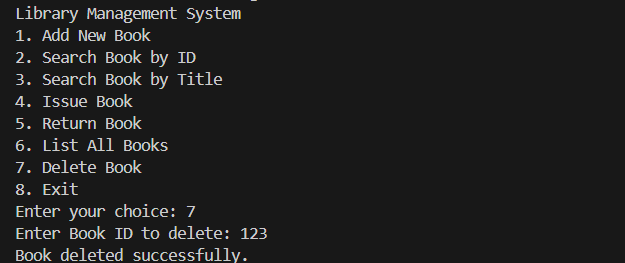 Library Management System
1. Add New Book
2. Search Book by ID
3. Search Book by Title
4. Issue Book
5. Return Book
6. List All Books
7. Delete Book
8. Exit
Enter your choice: 7
Enter Book ID to delete: 123
Book deleted successfully.